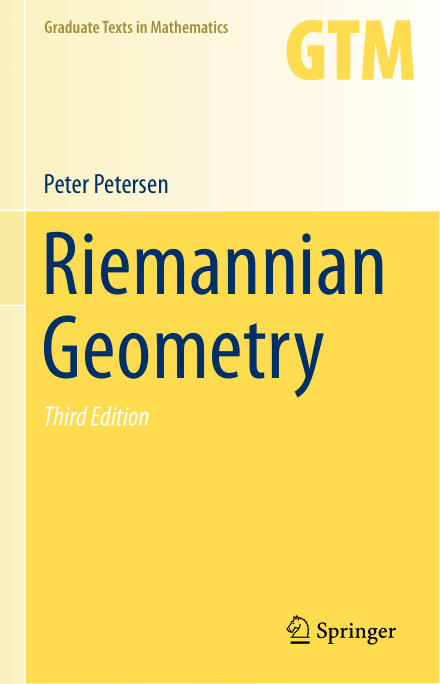 Graduate Texts in Mathematics
GTM
Peter Petersen
Riemannian
Geometry
Third Edition
Springer